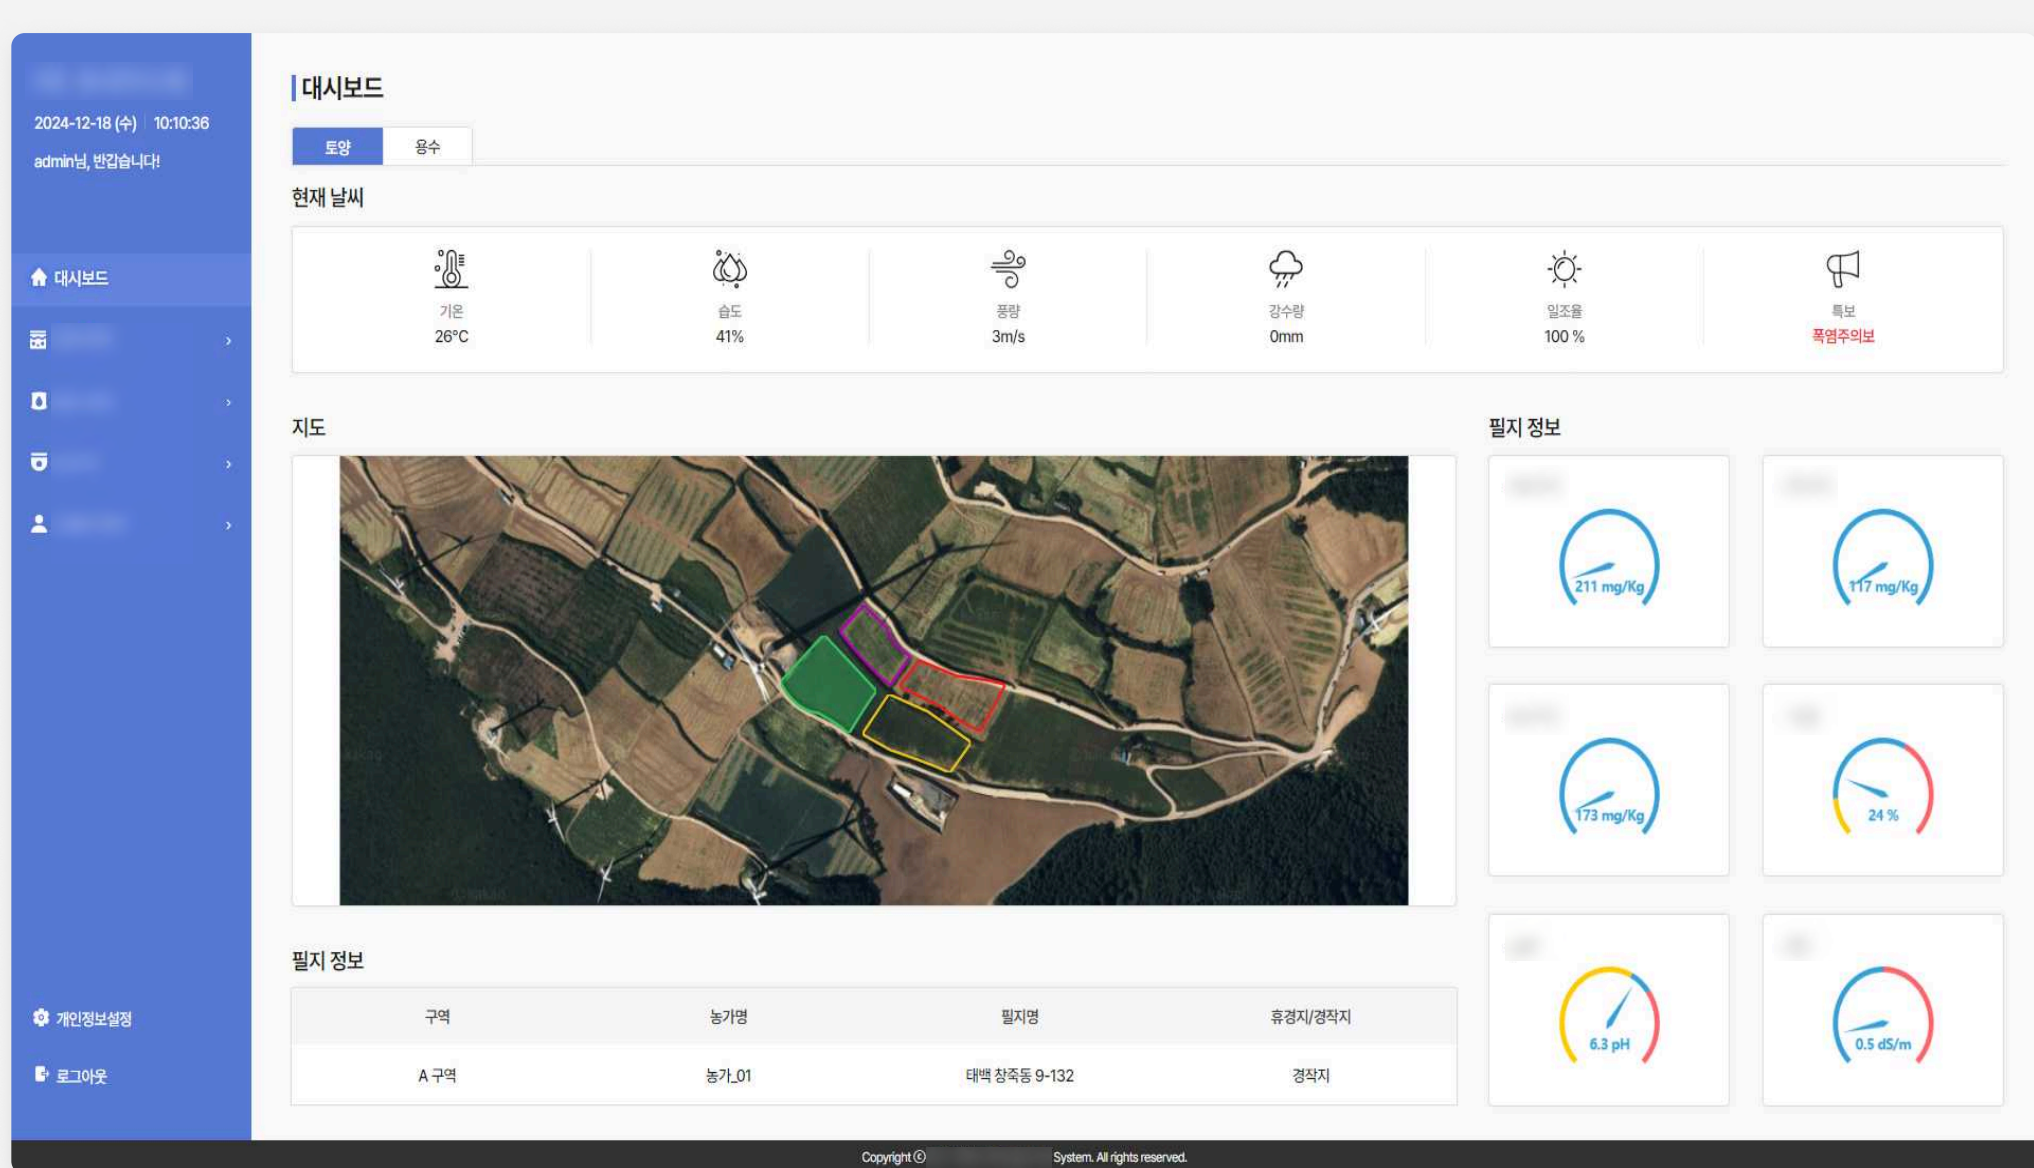 2024-12-18 (수) 10:10:36
admin님, 반갑습니다!
대시보드
개인정보설정
로그아웃
대시보드
토양 용수
현재 날씨
기온 습도 풍량 강수량 일조율 특보
26°C 41% 3m/s 0mm 100 % 폭염주의보
지도
필지 정보
211 mg/Kg 117 mg/Kg
173 mg/Kg 24 %
6.3 pH 0.5 dS/m
필지 정보
구역 농가명 필지명 휴경지/경작지
A 구역 농가_01 태백 창죽동 9-132 경작지
Copyright ⓒ System. All rights reserved.